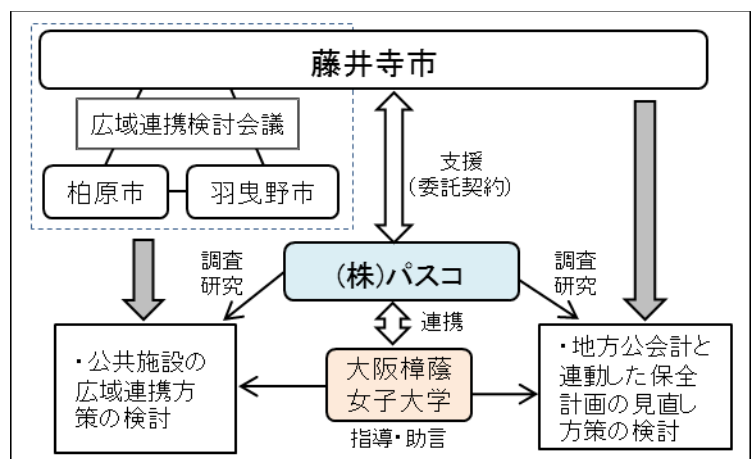 藤井寺市
広域連携検討会議
柏原市
羽曳野市
支援
(委託契約)
調査
研究
(株)パスコ
調査
研究
連携
・公共施設の
広域連携方
策の検討
大阪樟蔭
女子大学
指導・助言
・地方公会計と
連動した保全
計画の見直し
方策の検討